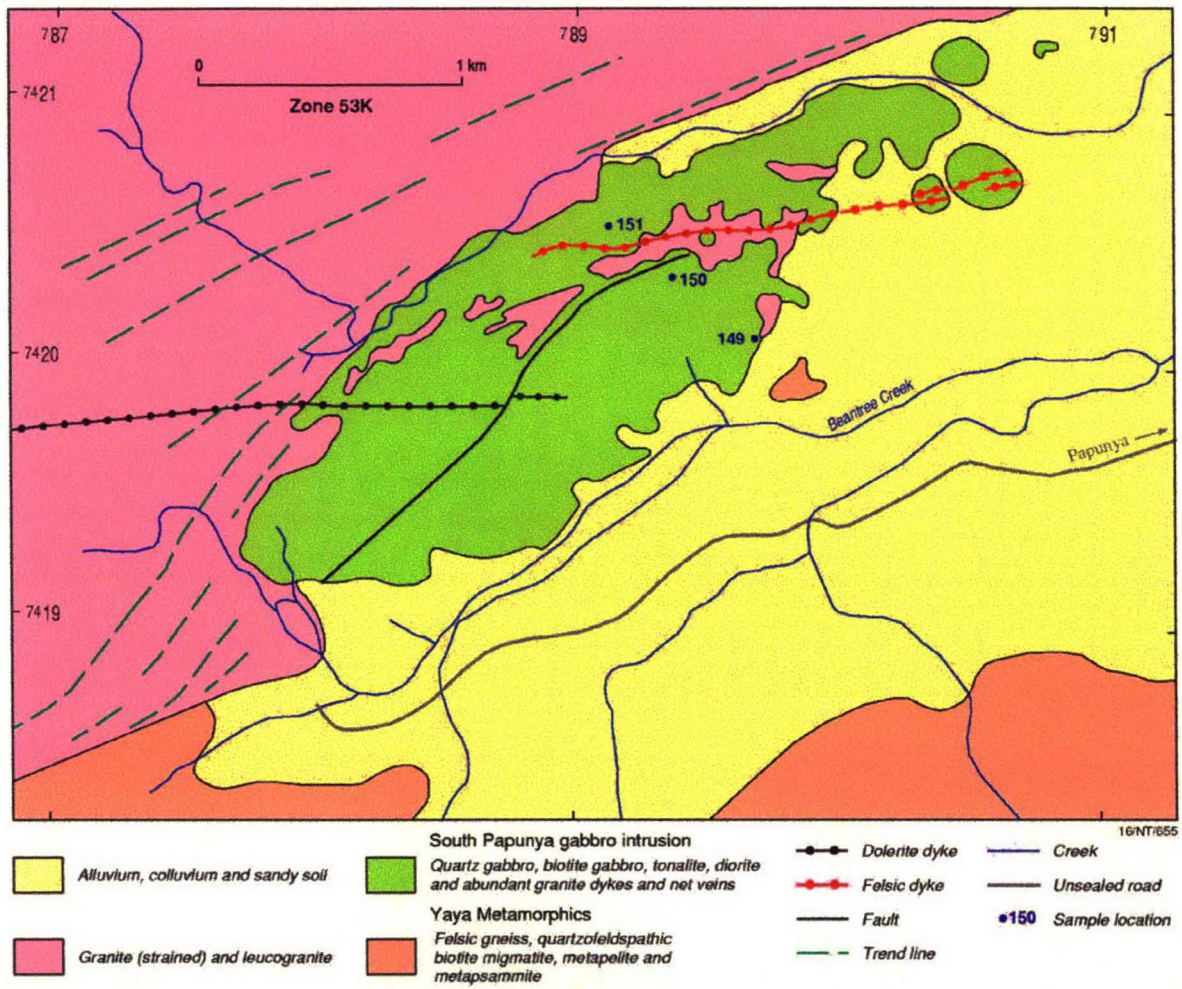 787
789
791
0
1 km
7421
Zone 53K
151
150
149
7420
Beantree Creek
Papunya
7419
16/NT/655
Alluvium, colluvium and sandy soil
Granite (strained) and leucogranite
South Papunya gabbro intrusion
Quartz gabbro, biotite gabbro, tonalite, diorite
and abundant granite dykes and net veins
Yaya Metamorphics
Felsic gneiss, quartzofeldspathic
biotite migmatite, metapelite and
metapsammite
Dolerite dyke
Felsic dyke
Fault
Trend line
Creek
Unsealed road
150 Sample location